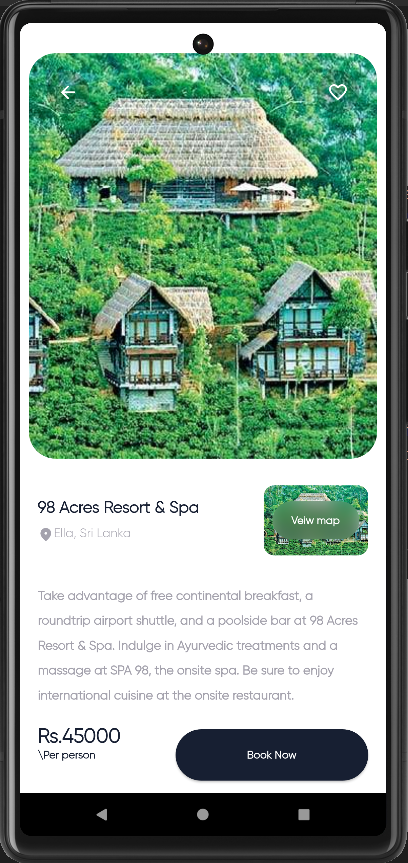 98 Acres Resort & Spa
Ella, Sri Lanka
Veiw map
Take advantage of free continental breakfast, a
roundtrip airport shuttle, and a poolside bar at 98 Acres
Resort & Spa. Indulge in Ayurvedic treatments and a
massage at SPA 98, the onsite spa. Be sure to enjoy
international cuisine at the onsite restaurant.
Rs.45000
\Per person
Book Now